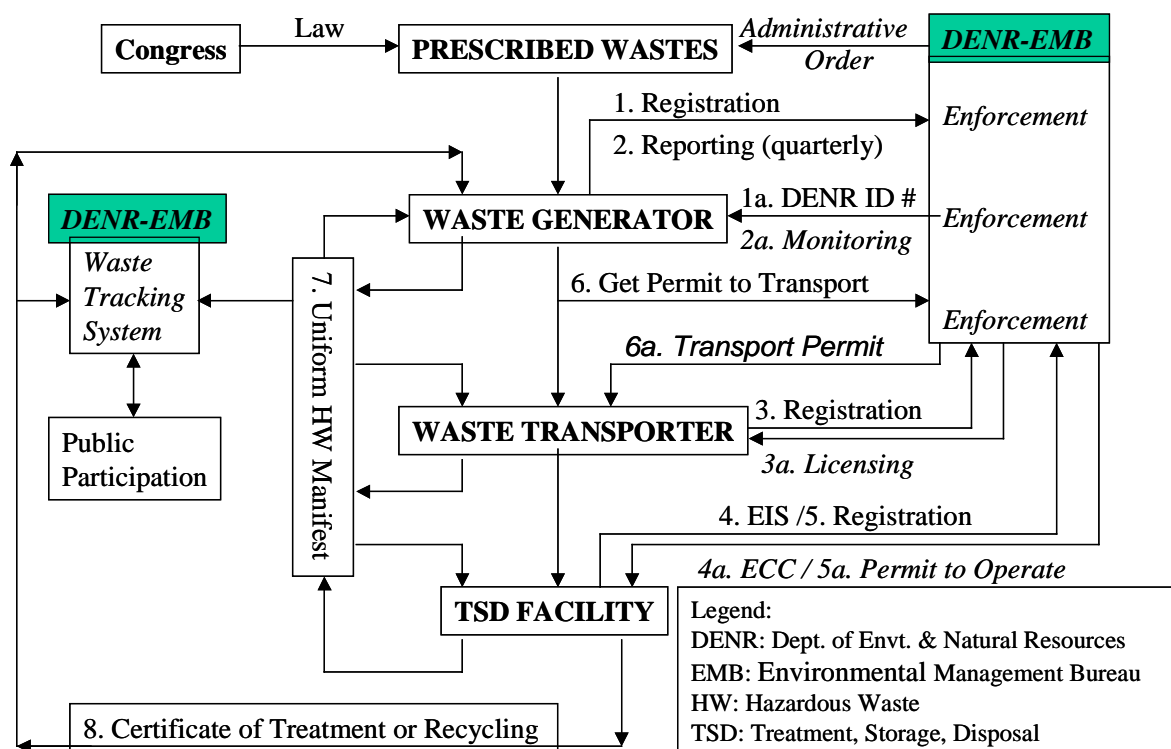 Congress
Law
PRESCRIBED WASTES
Administrative
Order
DENR-EMB
1. Registration
2. Reporting (quarterly)
Enforcement
DENR-EMB
Waste
Tracking
System
WASTE GENERATOR
1a. DENR ID #
2a. Monitoring
Enforcement
7. Uniform HW Manifest
6. Get Permit to Transport
Enforcement
6a. Transport Permit
Public
Participation
WASTE TRANSPORTER
3. Registration
3a. Licensing
4. EIS /5. Registration
4a. ECC / 5a. Permit to Operate
TSD FACILITY
Legend:
DENR: Dept. of Envt. & Natural Resources
EMB: Environmental Management Bureau
HW: Hazardous Waste
TSD: Treatment, Storage, Disposal
8. Certificate of Treatment or Recycling